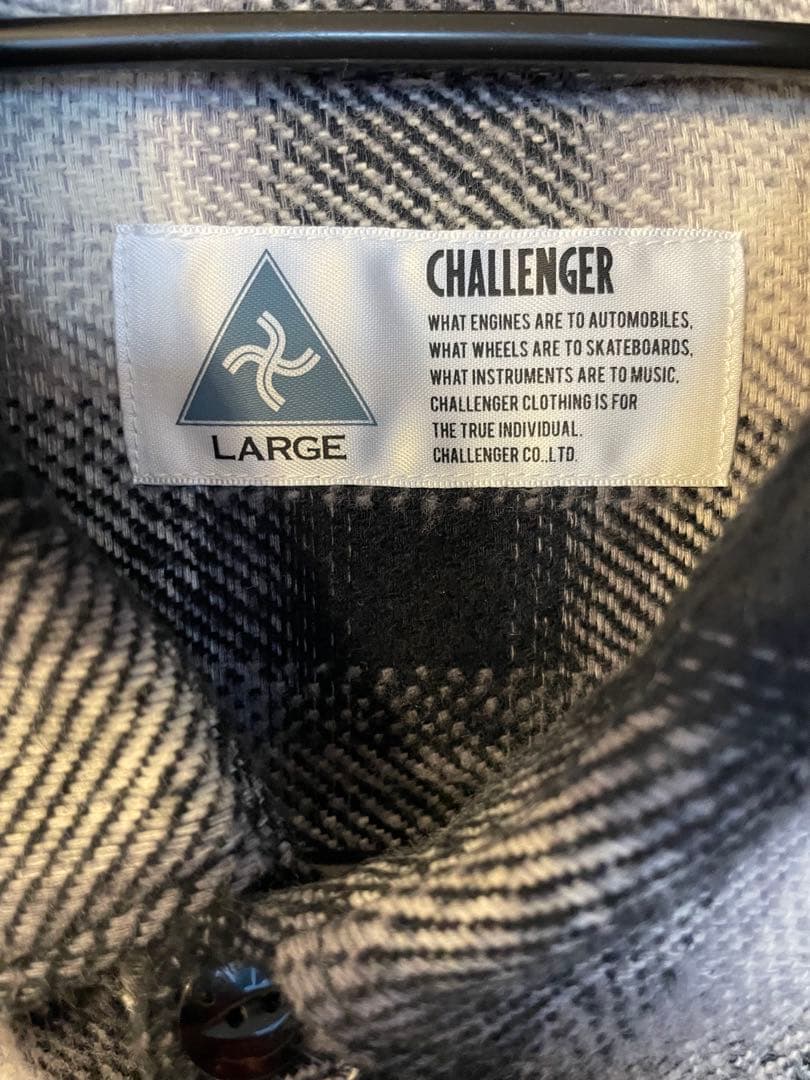 LARGE
CHALLENGER
WHAT ENGINES ARE TO AUTOMOBILES,
WHAT WHEELS ARE TO SKATEBOARDS,
WHAT INSTRUMENTS ARE TO MUSIC,
CHALLENGER CLOTHING IS FOR
THE TRUE INDIVIDUAL.
CHALLENGER CO.,LTD.